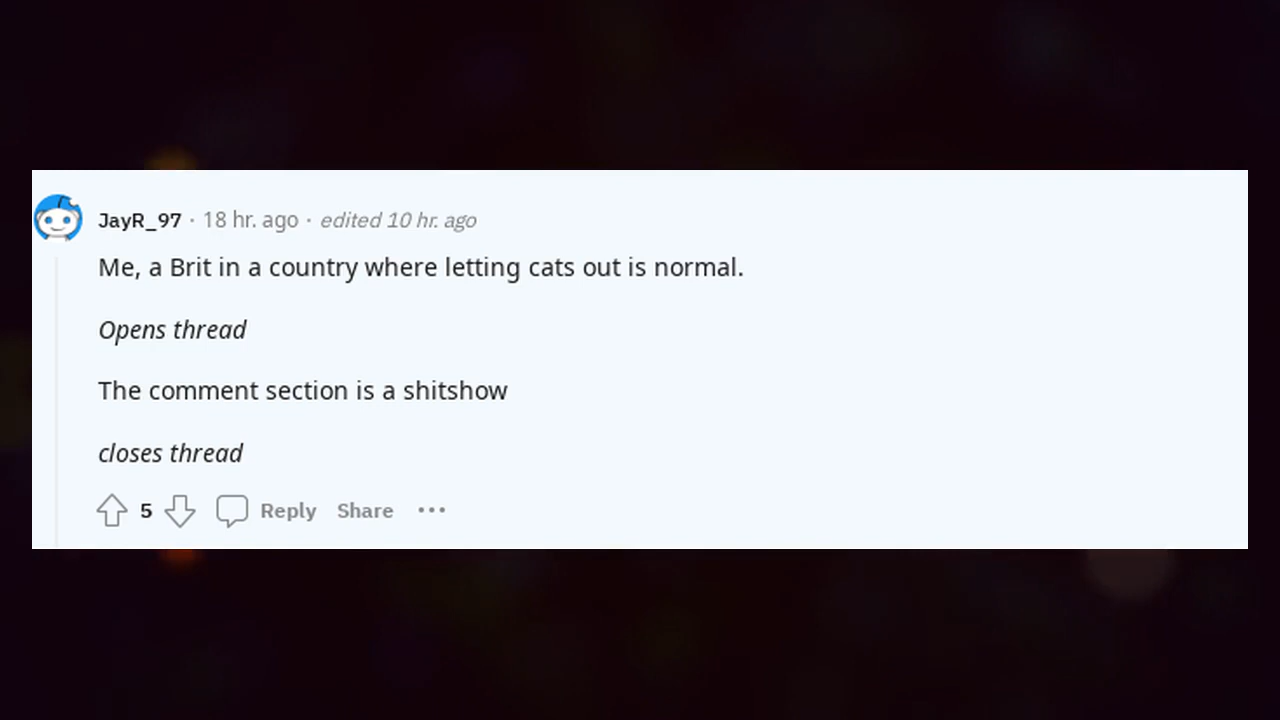 JayR_97 · 18 hr. ago · edited 10 hr. ago
Me, a Brit in a country where letting cats out is normal.
Opens thread
The comment section is a shitshow
closes thread
5 Reply Share ···